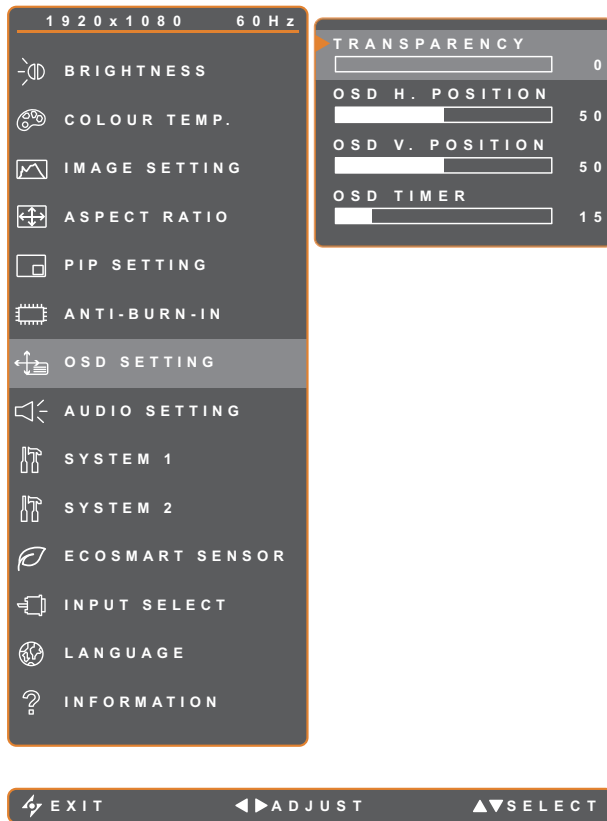 1920x1080 60Hz
BRIGHTNESS
COLOUR TEMP.
IMAGE SETTING
ASPECT RATIO
PIP SETTING
ANTI-BURN-IN
OSD SETTING
AUDIO SETTING
SYSTEM 1
SYSTEM 2
ECOSMART SENSOR
INPUT SELECT
LANGUAGE
INFORMATION
TRANSPARENCY
0
OSD H. POSITION
50
OSD V. POSITION
50
OSD TIMER
15
EXIT ADJUST SELECT